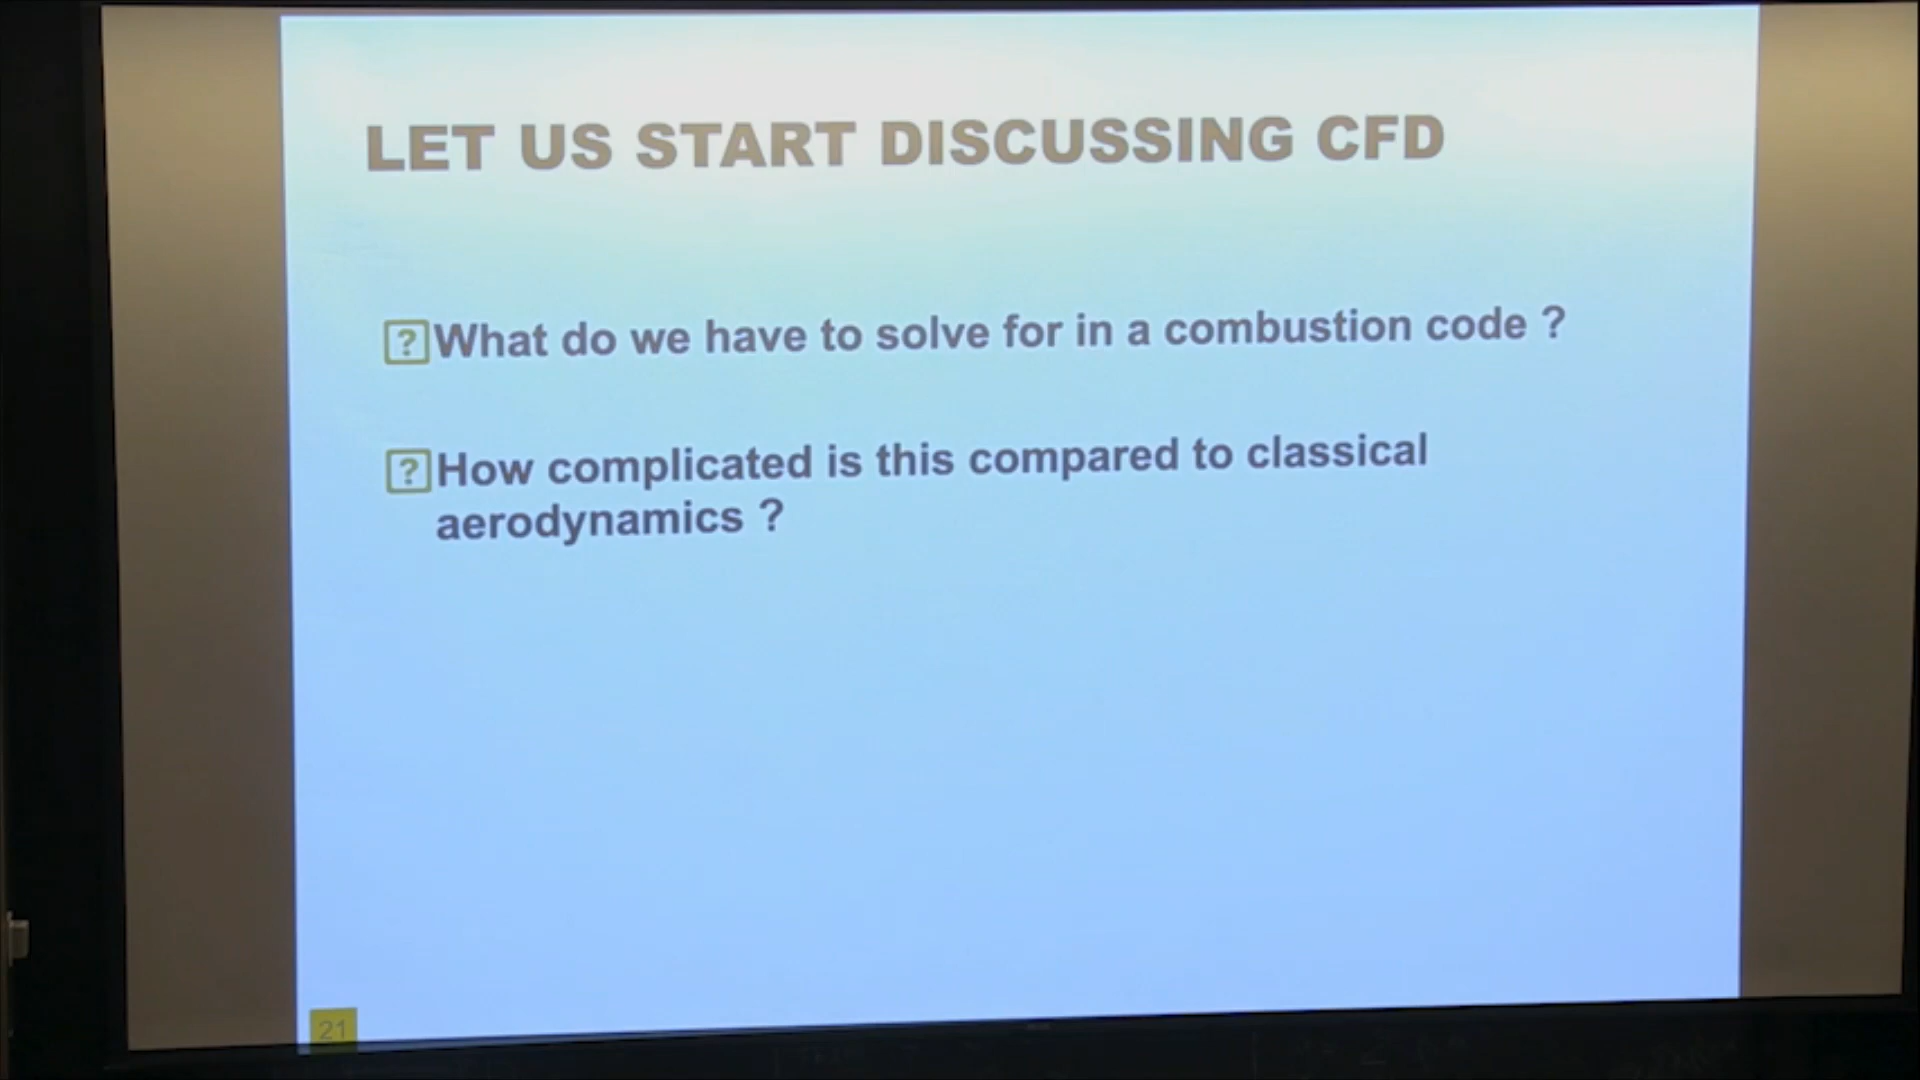 LET US START DISCUSSING CFD
? What do we have to solve for in a combustion code ?
? How complicated is this compared to classical
aerodynamics ?
21